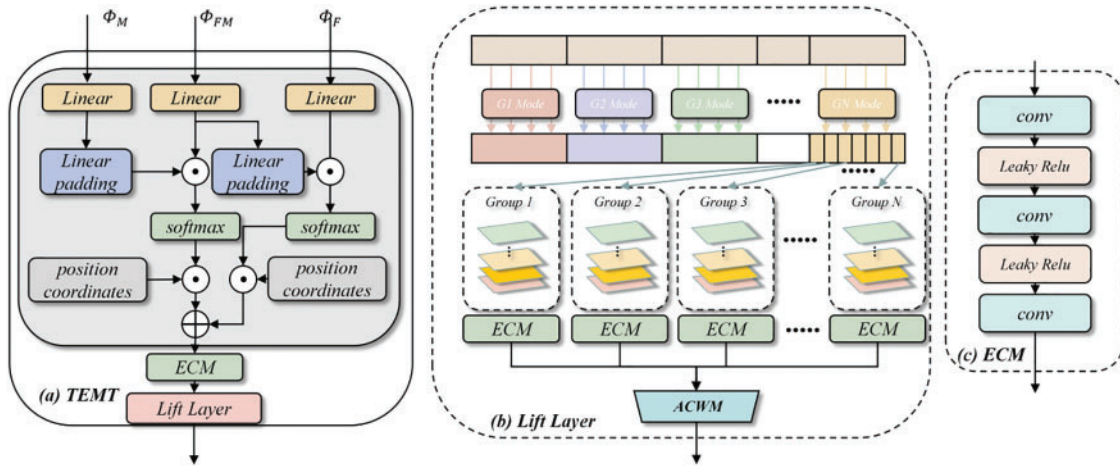 Φ_M Φ_FM Φ_F
Linear Linear Linear
Linear padding
Linear padding
softmax softmax
position coordinates
position coordinates
ECM
(a) TEMT
Lift Layer
G1 Mode G2 Mode G3 Mode ..... GN Mode
.....
Group 1 Group 2 Group 3 ..... Group N
ECM ECM ECM ..... ECM
ACWM
(b) Lift Layer
conv
Leaky Relu
conv
Leaky Relu
conv
(c) ECM